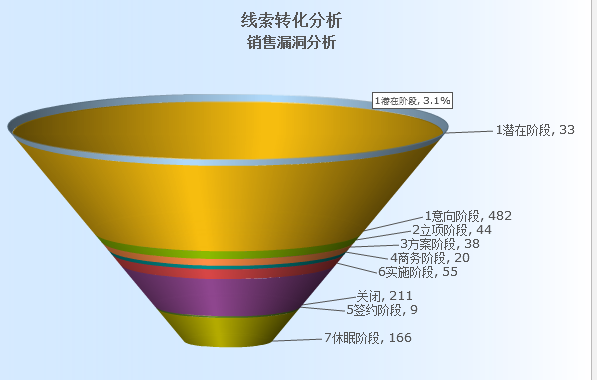 线索转化分析
销售漏洞分析
1潜在阶段, 3.1%
1潜在阶段, 33
1意向阶段, 482
2立项阶段, 44
3方案阶段, 38
4商务阶段, 20
6实施阶段, 55
关闭, 211
5签约阶段, 9
7休眠阶段, 166